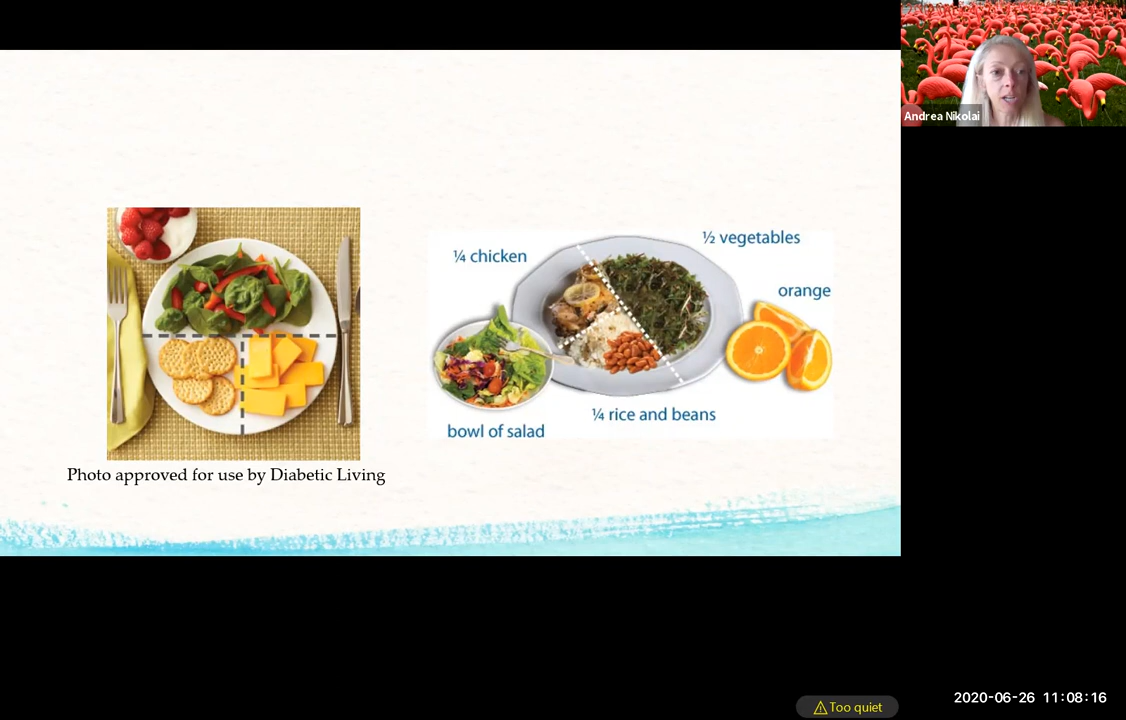 Andrea Nikolai
½ vegetables
¼ chicken
orange
¼ rice and beans
bowl of salad
Photo approved for use by Diabetic Living
Too quiet
2020-06-26 11:08:16